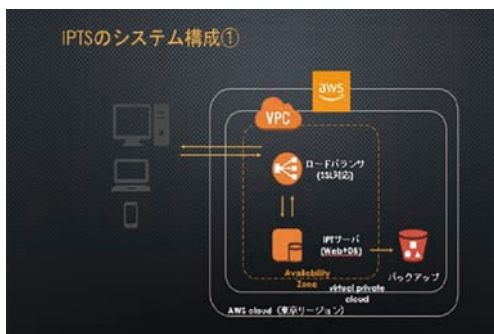 IPTSのシステム構成①
aws
VPC
ロードバランサ
(SSL対応)
IPTサーバ
(Web+DB)
Availability
Zone
バックアップ
virtual private
cloud
AWS cloud（東京リージョン）